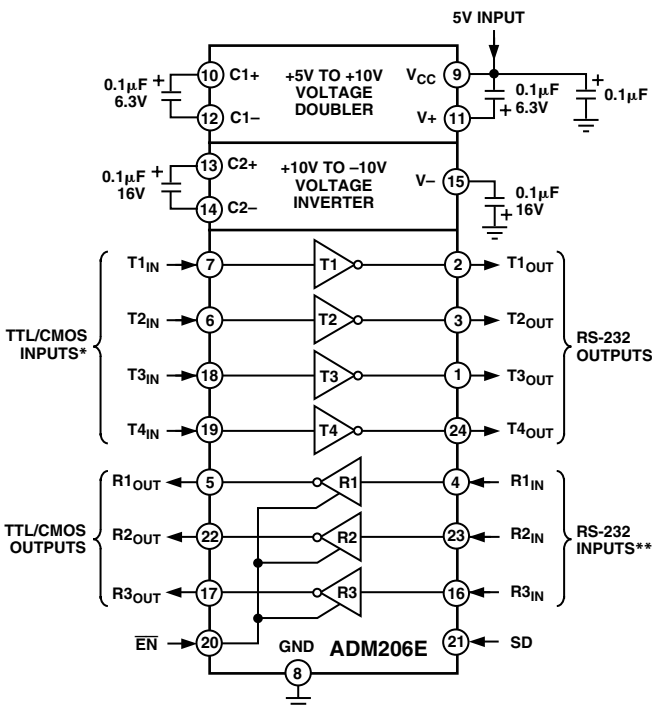 5V INPUT
0.1µF
6.3V
+
10
C1+
12
C1–
+5V TO +10V
VOLTAGE
DOUBLER
VCC
9
V+
11
+
0.1µF
6.3V
+
0.1µF
0.1µF
16V
+
13
C2+
14
C2–
+10V TO –10V
VOLTAGE
INVERTER
V–
15
+
0.1µF
16V
TTL/CMOS
INPUTS*
T1IN 7 T1 2 T1OUT
T2IN 6 T2 3 T2OUT
T3IN 18 T3 1 T3OUT
T4IN 19 T4 24 T4OUT
RS-232
OUTPUTS
TTL/CMOS
OUTPUTS
R1OUT 5 R1 4 R1IN
R2OUT 22 R2 23 R2IN
R3OUT 17 R3 16 R3IN
RS-232
INPUTS**
EN 20
GND
8
ADM206E
21 SD